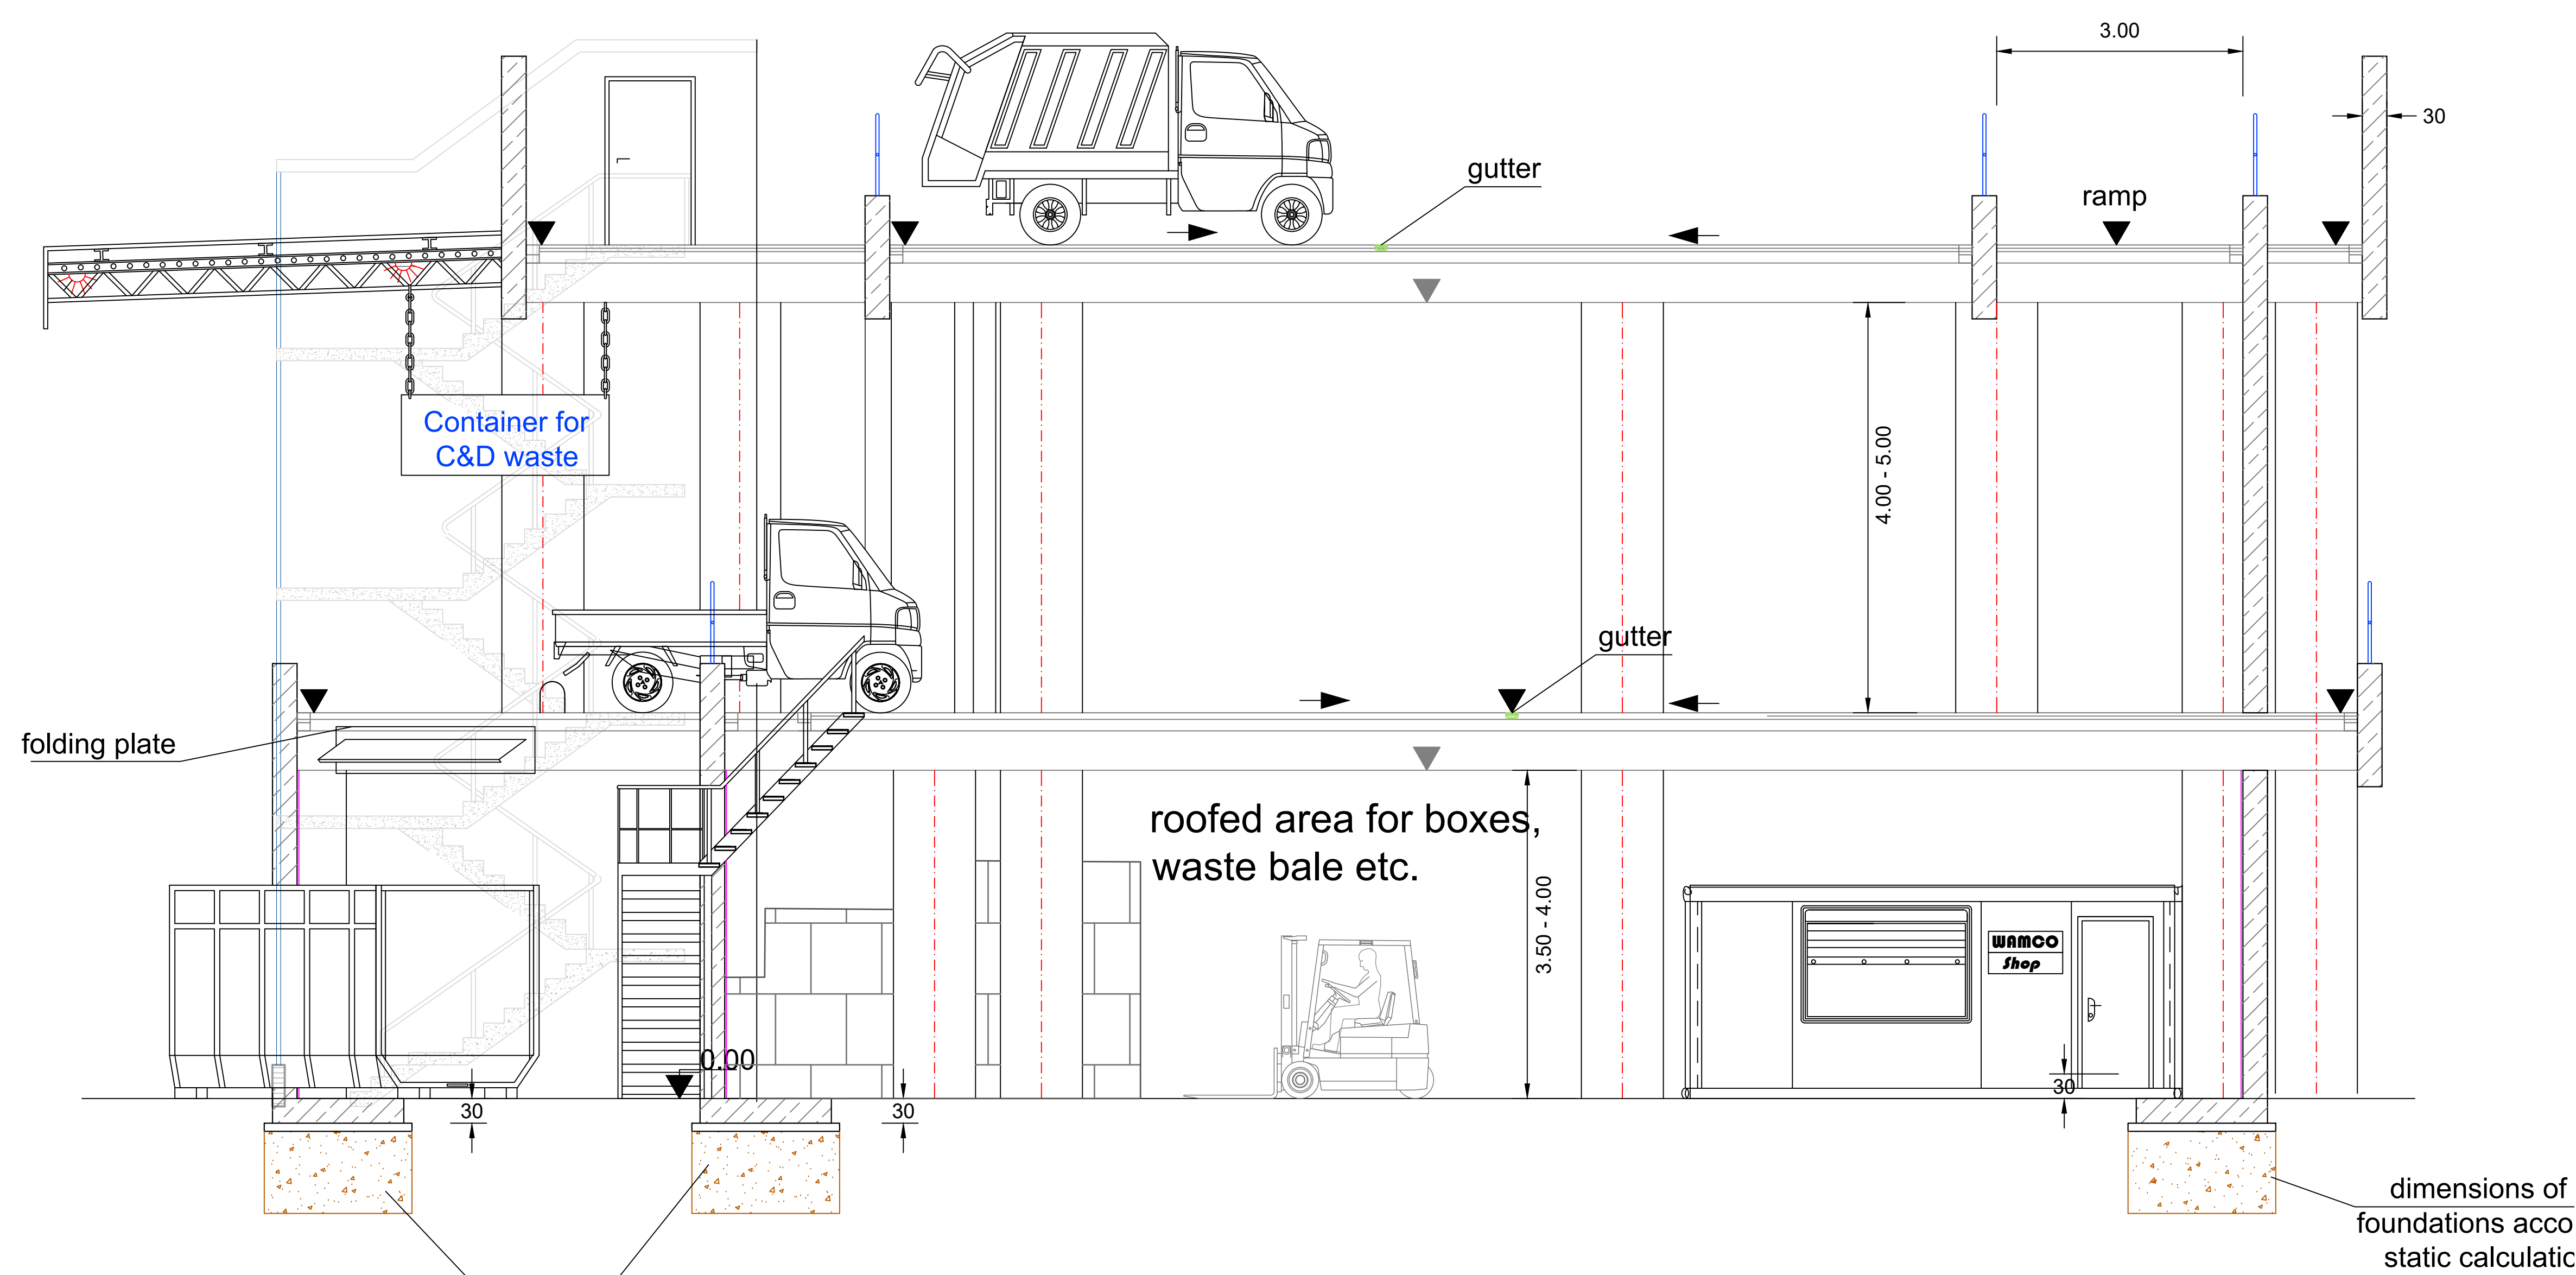 3.00
30
gutter
ramp
Container for
C&D waste
4.00 - 5.00
gutter
folding plate
roofed area for boxes,
waste bale etc.
3.50 - 4.00
WAMCO
Shop
0.00
30
30
30
dimensions of
foundations acco
static calculatio